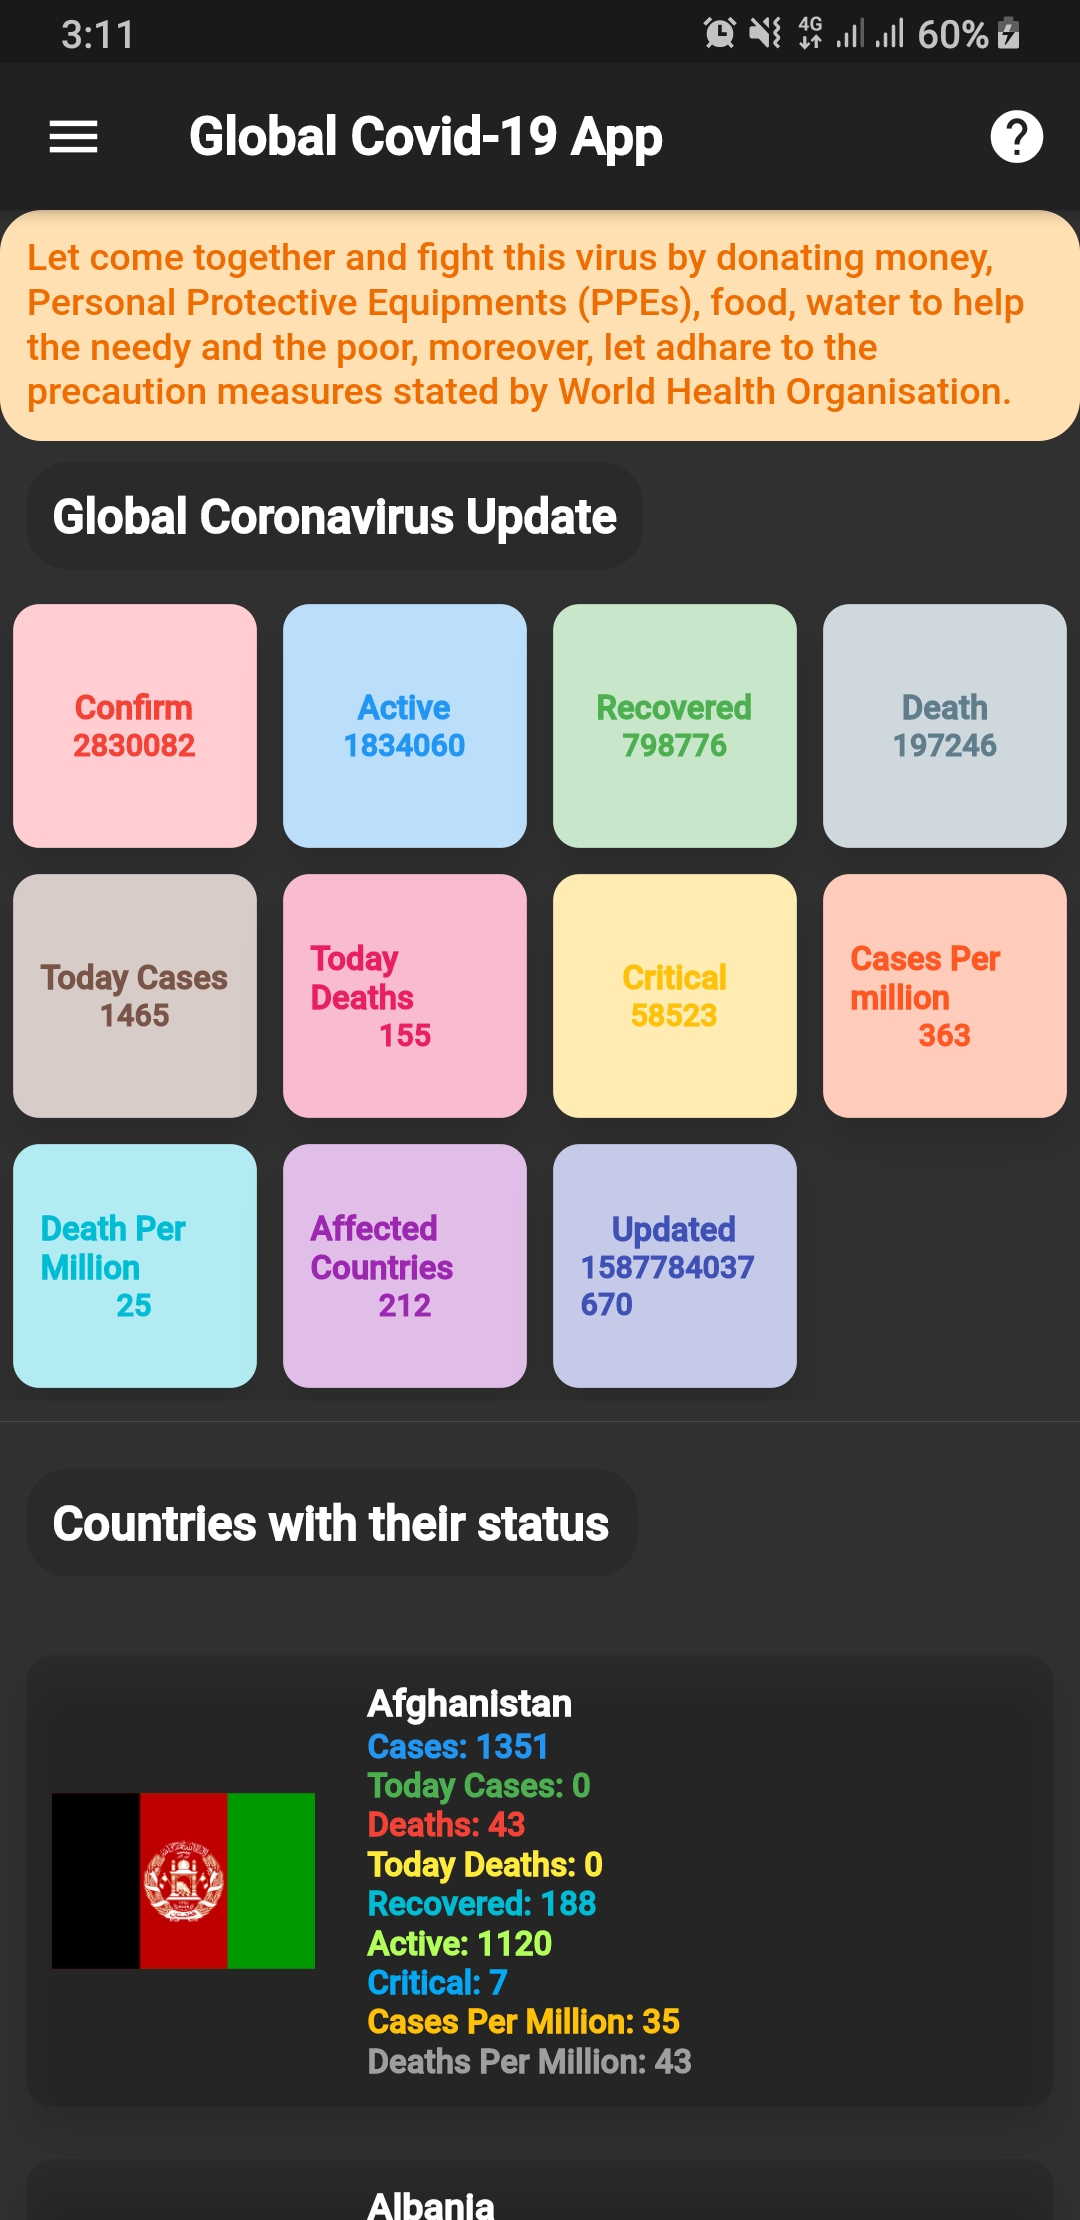 3:11
4G
60%
Global Covid-19 App
Let come together and fight this virus by donating money,
Personal Protective Equipments (PPEs), food, water to help
the needy and the poor, moreover, let adhare to the
precaution measures stated by World Health Organisation.
Global Coronavirus Update
Confirm
2830082
Active
1834060
Recovered
798776
Death
197246
Today Cases
1465
Today
Deaths
155
Critical
58523
Cases Per
million
363
Death Per
Million
25
Affected
Countries
212
Updated
1587784037
670
Countries with their status
Afghanistan
Cases: 1351
Today Cases: 0
Deaths: 43
Today Deaths: 0
Recovered: 188
Active: 1120
Critical: 7
Cases Per Million: 35
Deaths Per Million: 43
Albania